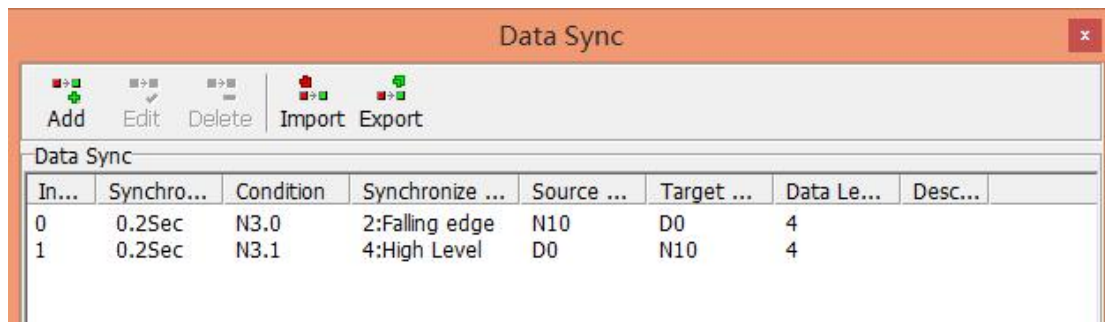 Data Sync
x
Add Edit Delete Import Export
Data Sync
In... Synchro... Condition Synchronize ... Source ... Target ... Data Le... Desc...
0 0.2Sec N3.0 2:Falling edge N10 D0 4
1 0.2Sec N3.1 4:High Level D0 N10 4